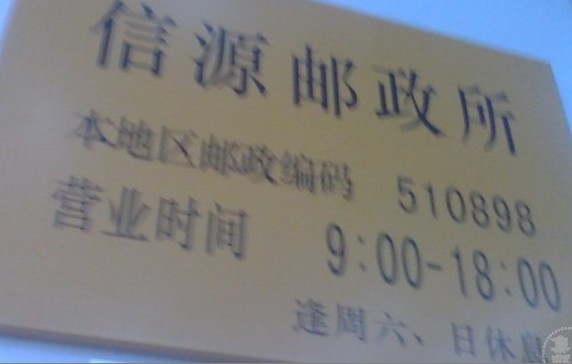 信源邮政所
本地区邮政编码 510898
营业时间 9:00-18:00
逢周六、日休息